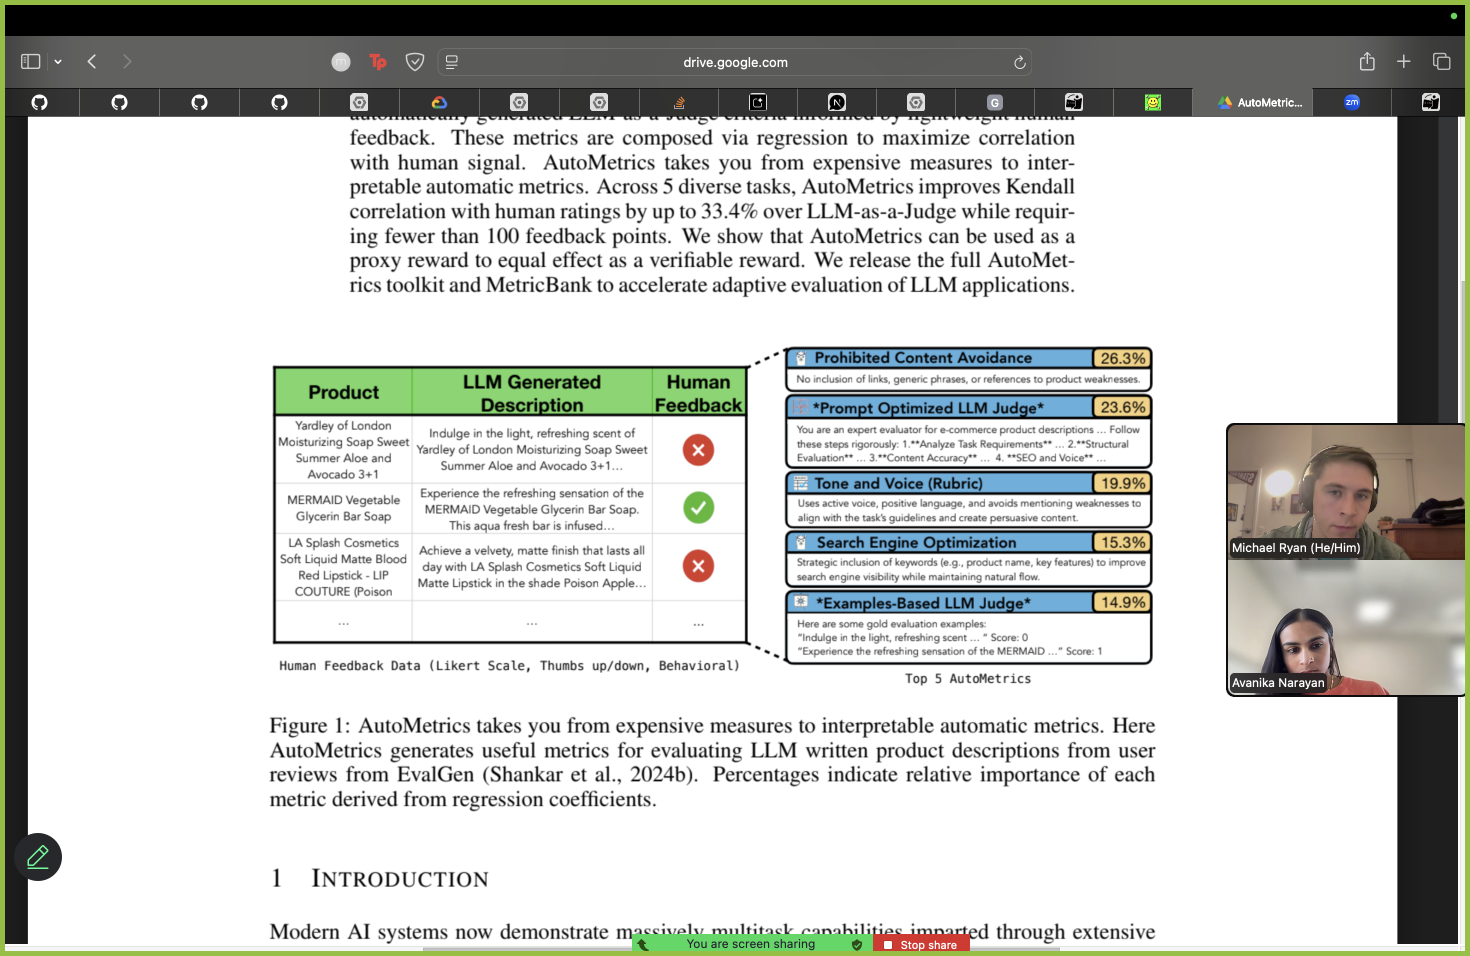 drive.google.com
AutoMetric...
zm
automatically generated LLM-as-a-Judge criteria informed by lightweight human
feedback. These metrics are composed via regression to maximize correlation
with human signal. AutoMetrics takes you from expensive measures to inter-
pretable automatic metrics. Across 5 diverse tasks, AutoMetrics improves Kendall
correlation with human ratings by up to 33.4% over LLM-as-a-Judge while requir-
ing fewer than 100 feedback points. We show that AutoMetrics can be used as a
proxy reward to equal effect as a verifiable reward. We release the full AutoMet-
rics toolkit and MetricBank to accelerate adaptive evaluation of LLM applications.
Product
LLM Generated
Description
Human
Feedback
Yardley of London
Moisturizing Soap Sweet
Summer Aloe and
Avocado 3+1
Indulge in the light, refreshing scent of
Yardley of London Moisturizing Soap Sweet
Summer Aloe and Avocado 3+1...
MERMAID Vegetable
Glycerin Bar Soap
Experience the refreshing sensation of the
MERMAID Vegetable Glycerin Bar Soap.
This aqua fresh bar is infused...
LA Splash Cosmetics
Soft Liquid Matte Blood
Red Lipstick - LIP
COUTURE (Poison
Achieve a velvety, matte finish that lasts all
day with LA Splash Cosmetics Soft Liquid
Matte Lipstick in the shade Poison Apple...
...
...
...
Human Feedback Data (Likert Scale, Thumbs up/down, Behavioral)
Prohibited Content Avoidance 26.3%
No inclusion of links, generic phrases, or references to product weaknesses.
*Prompt Optimized LLM Judge* 23.6%
You are an expert evaluator for e-commerce product descriptions ... Follow
these steps rigorously: 1.**Analyze Task Requirements** ... 2.**Structural
Evaluation** ... 3.**Content Accuracy** ... 4. **SEO and Voice** ...
Tone and Voice (Rubric) 19.9%
Uses active voice, positive language, and avoids mentioning weaknesses to
align with the task's guidelines and create persuasive content.
Search Engine Optimization 15.3%
Strategic inclusion of keywords (e.g., product name, key features) to improve
search engine visibility while maintaining natural flow.
*Examples-Based LLM Judge* 14.9%
Here are some gold evaluation examples:
"Indulge in the light, refreshing scent ... " Score: 0
"Experience the refreshing sensation of the MERMAID ..." Score: 1
Top 5 AutoMetrics
Michael Ryan (He/Him)
Avanika Narayan
Figure 1: AutoMetrics takes you from expensive measures to interpretable automatic metrics. Here
AutoMetrics generates useful metrics for evaluating LLM written product descriptions from user
reviews from EvalGen (Shankar et al., 2024b). Percentages indicate relative importance of each
metric derived from regression coefficients.
1 INTRODUCTION
Modern AI systems now demonstrate massively multitask capabilities imparted through extensive
You are screen sharing
Stop share